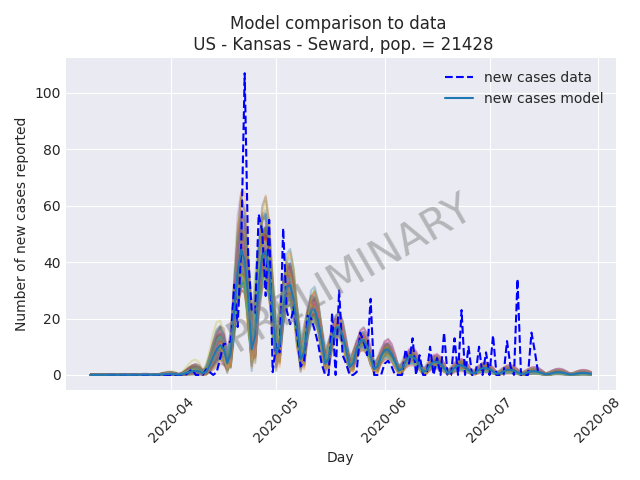 Model comparison to data
US - Kansas - Seward, pop. = 21428
new cases data
new cases model
PRELIMINARY
Number of new cases reported
100
80
60
40
20
0
2020-04
2020-05
2020-06
2020-07
2020-08
Day